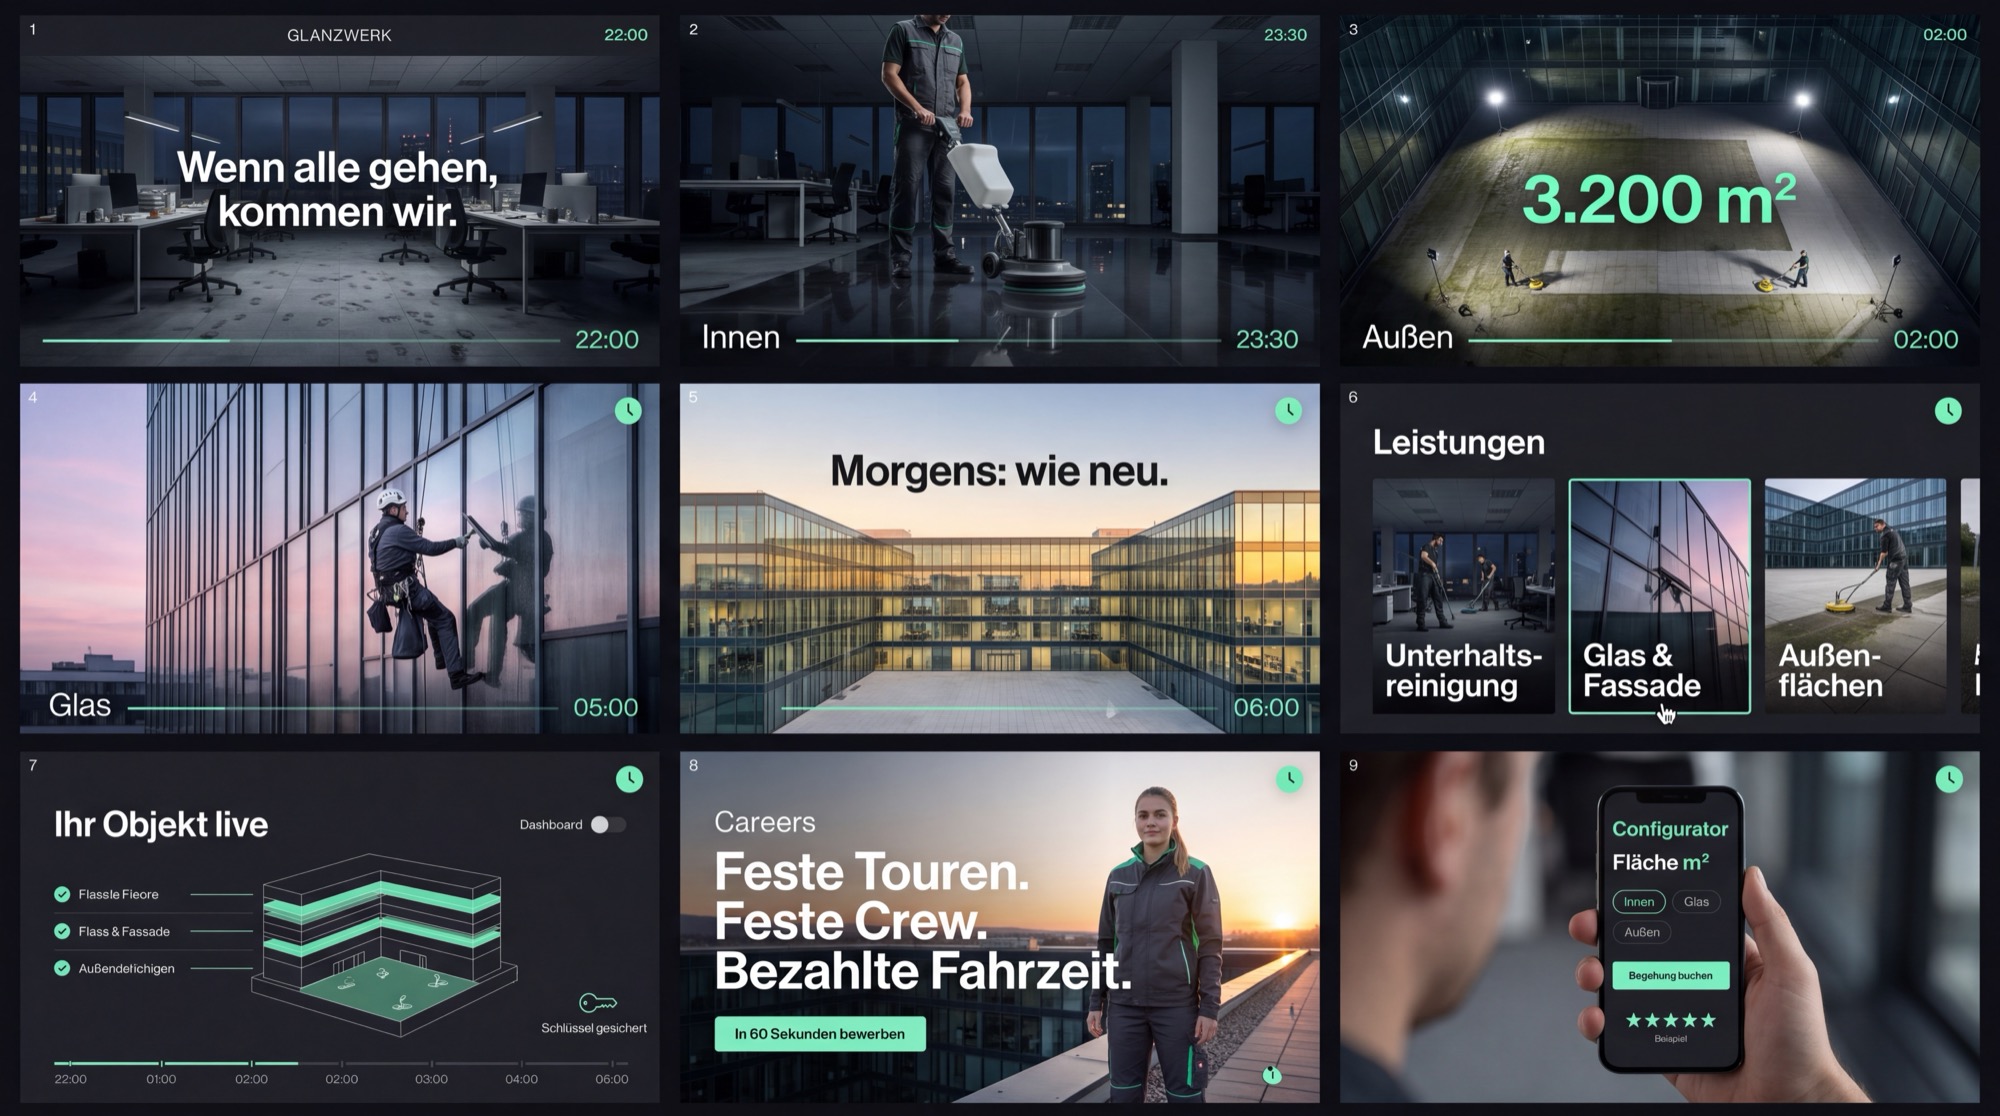 1
GLANZWERK
22:00
Wenn alle gehen,
kommen wir.
22:00
2
23:30
Innen
23:30
3
02:00
3.200 m²
Außen
02:00
4
Glas
05:00
5
Morgens: wie neu.
06:00
6
Leistungen
Unterhalts-
reinigung
Glas &
Fassade
Außen-
flächen
7
Ihr Objekt live
Dashboard
Flassle Fieore
Flass & Fassade
Außendelichigen
Schlüssel gesichert
22:00 01:00 02:00 02:00 03:00 04:00 06:00
8
Careers
Feste Touren.
Feste Crew.
Bezahlte Fahrzeit.
In 60 Sekunden bewerben
9
Configurator
Fläche m²
Innen Glas
Außen
Begehung buchen
Beispiel